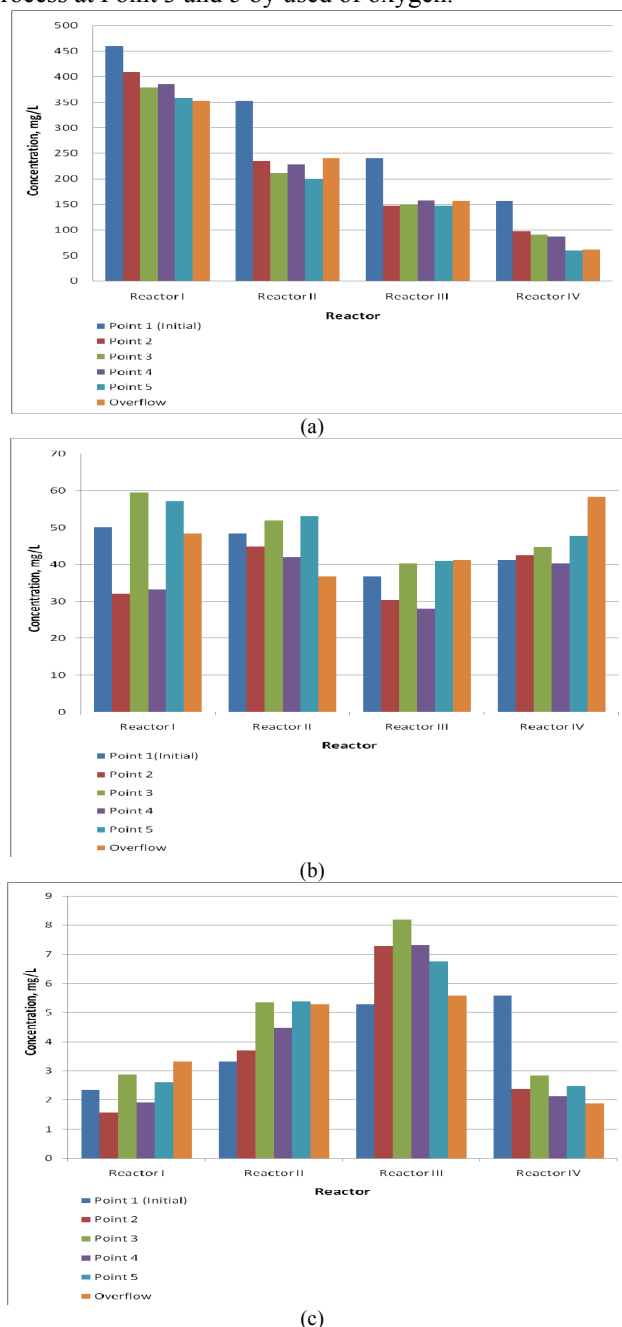 rocess at Point 3 and 5 by used of oxygen.
500
450
400
350
300
250
200
150
100
50
0
Concentration, mg/L
Reactor I Reactor II Reactor III Reactor IV
Reactor
Point 1 (Initial)
Point 2
Point 3
Point 4
Point 5
Overflow
(a)
70
60
50
40
30
20
10
0
Concentration, mg/L
Reactor I Reactor II Reactor III Reactor IV
Reactor
Point 1(Initial)
Point 2
Point 3
Point 4
Point 5
Overflow
(b)
9
8
7
6
5
4
3
2
1
0
Concentration, mg/L
Reactor I Reactor II Reactor III Reactor IV
Reactor
Point 1 (Initial)
Point 2
Point 3
Point 4
Point 5
Overflow
(c)